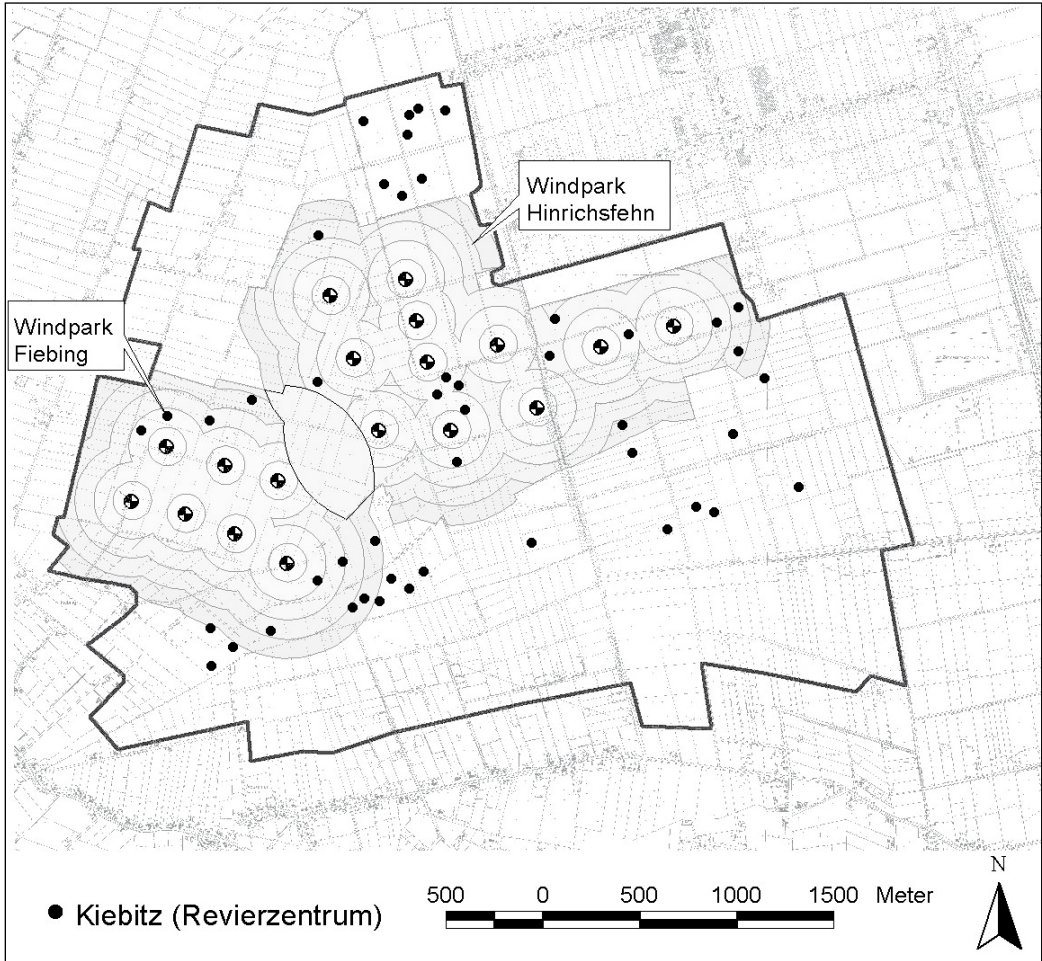 Windpark
Hinrichsfehn
Windpark
Fiebing
Kiebitz (Revierzentrum)
500 0 500 1000 1500 Meter
N